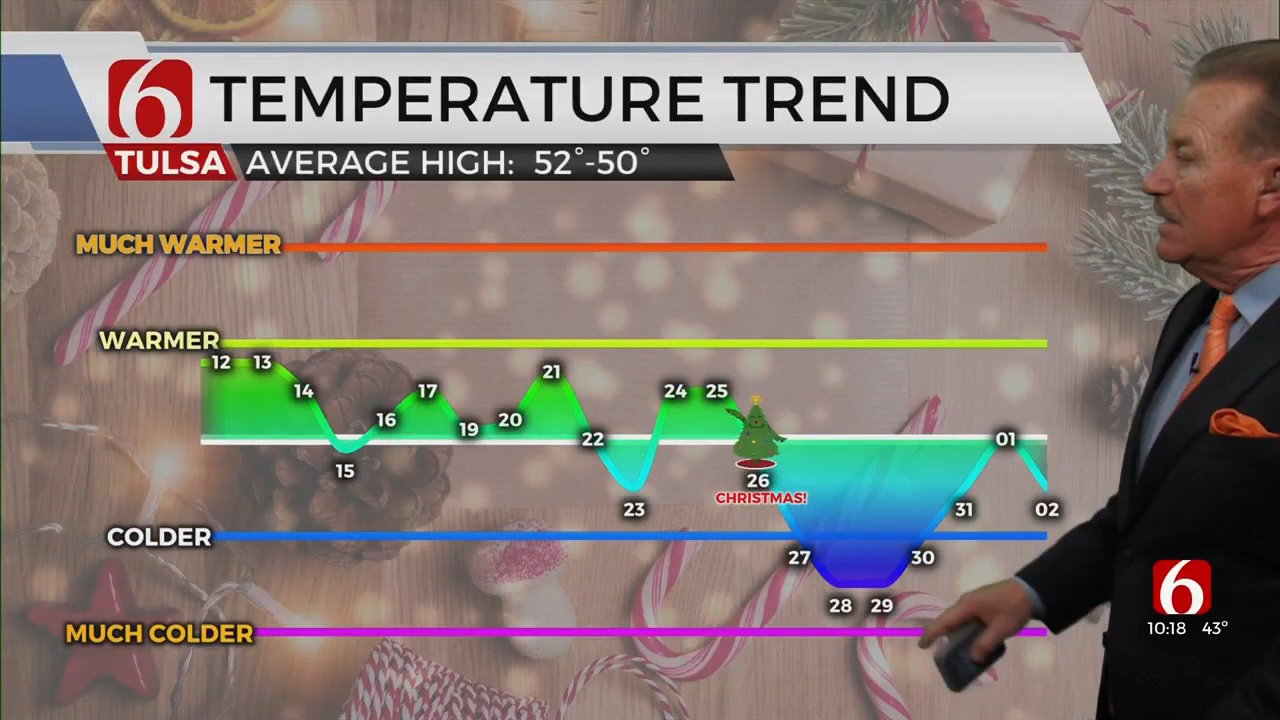 6 TEMPERATURE TREND
TULSA AVERAGE HIGH: 52°-50°
MUCH WARMER
WARMER
12 13
14
15
16
17
19
20
21
22
23
24 25
26
CHRISTMAS!
27
28 29
30
31
01
02
COLDER
MUCH COLDER
6
10:18 43°